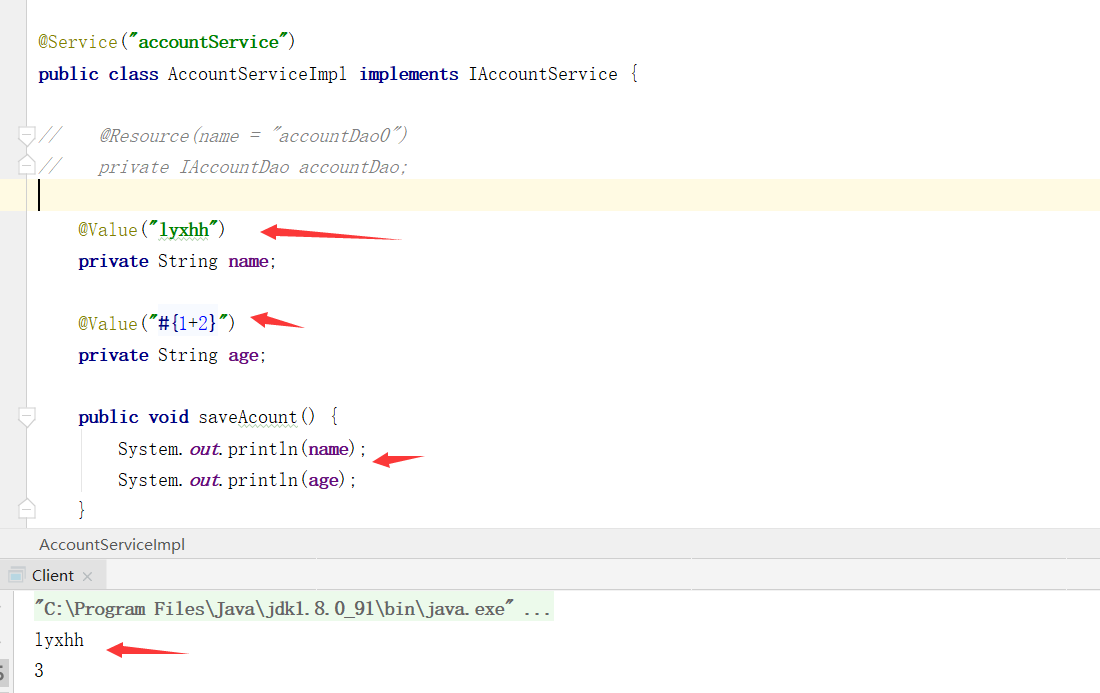 @Service("accountService")
public class AccountServiceImpl implements IAccountService {
//    @Resource(name = "accountDao0")
//    private IAccountDao accountDao;
@Value("lyxhh")
private String name;
@Value("#{1+2}")
private String age;
public void saveAcount() {
System.out.println(name);
System.out.println(age);
}
AccountServiceImpl
Client
"C:\Program Files\Java\jdk1.8.0_91\bin\java.exe" ...
lyxhh
3